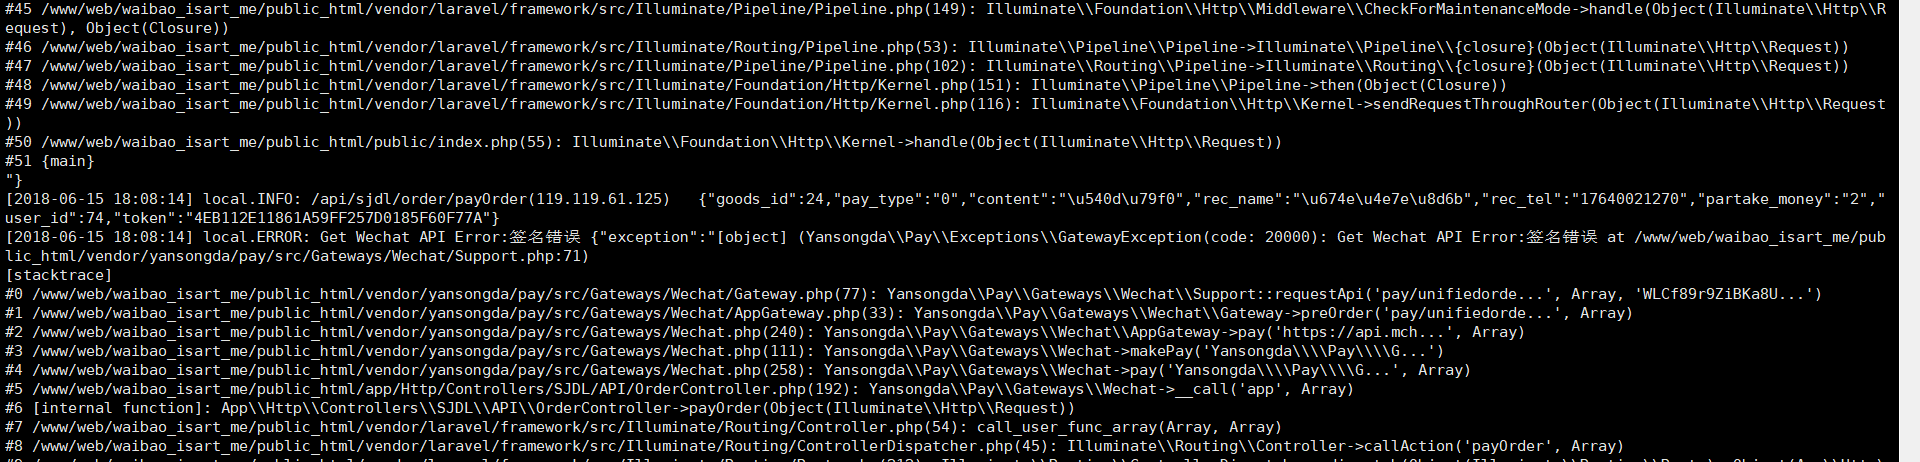 #45 /www/web/waibao_isart_me/public_html/vendor/laravel/framework/src/Illuminate/Pipeline/Pipeline.php(149): Illuminate\\Foundation\\Http\\Middleware\\CheckForMaintenanceMode->handle(Object(Illuminate\\Http\\R
equest), Object(Closure))
#46 /www/web/waibao_isart_me/public_html/vendor/laravel/framework/src/Illuminate/Routing/Pipeline.php(53): Illuminate\\Pipeline\\Pipeline->Illuminate\\Pipeline\\{closure}(Object(Illuminate\\Http\\Request))
#47 /www/web/waibao_isart_me/public_html/vendor/laravel/framework/src/Illuminate/Pipeline/Pipeline.php(102): Illuminate\\Routing\\Pipeline->Illuminate\\Routing\\{closure}(Object(Illuminate\\Http\\Request))
#48 /www/web/waibao_isart_me/public_html/vendor/laravel/framework/src/Illuminate/Foundation/Http/Kernel.php(151): Illuminate\\Pipeline\\Pipeline->then(Object(Closure))
#49 /www/web/waibao_isart_me/public_html/vendor/laravel/framework/src/Illuminate/Foundation/Http/Kernel.php(116): Illuminate\\Foundation\\Http\\Kernel->sendRequestThroughRouter(Object(Illuminate\\Http\\Request
))
#50 /www/web/waibao_isart_me/public_html/public/index.php(55): Illuminate\\Foundation\\Http\\Kernel->handle(Object(Illuminate\\Http\\Request))
#51 {main}
"}
[2018-06-15 18:08:14] local.INFO: /api/sjdl/order/payOrder(119.119.61.125)   {"goods_id":24,"pay_type":"0","content":"\u540d\u79f0","rec_name":"\u674e\u4e7e\u8d6b","rec_tel":"17640021270","partake_money":"2","
user_id":74,"token":"4EB112E11861A59FF257D0185F60F77A"}
[2018-06-15 18:08:14] local.ERROR: Get Wechat API Error:签名错误 {"exception":"[object] (Yansongda\\Pay\\Exceptions\\GatewayException(code: 20000): Get Wechat API Error:签名错误 at /www/web/waibao_isart_me/pub
lic_html/vendor/yansongda/pay/src/Gateways/Wechat/Support.php:71)
[stacktrace]
#0 /www/web/waibao_isart_me/public_html/vendor/yansongda/pay/src/Gateways/Wechat/Gateway.php(77): Yansongda\\Pay\\Gateways\\Wechat\\Support::requestApi('pay/unifiedorde...', Array, 'WLCf89r9ZiBKa8U...')
#1 /www/web/waibao_isart_me/public_html/vendor/yansongda/pay/src/Gateways/Wechat/AppGateway.php(33): Yansongda\\Pay\\Gateways\\Wechat\\Gateway->preOrder('pay/unifiedorde...', Array)
#2 /www/web/waibao_isart_me/public_html/vendor/yansongda/pay/src/Gateways/Wechat.php(240): Yansongda\\Pay\\Gateways\\Wechat\\AppGateway->pay('https://api.mch...', Array)
#3 /www/web/waibao_isart_me/public_html/vendor/yansongda/pay/src/Gateways/Wechat.php(111): Yansongda\\Pay\\Gateways\\Wechat->makePay('Yansongda\\\\Pay\\\\G...')
#4 /www/web/waibao_isart_me/public_html/vendor/yansongda/pay/src/Gateways/Wechat.php(258): Yansongda\\Pay\\Gateways\\Wechat->pay('Yansongda\\\\Pay\\\\G...', Array)
#5 /www/web/waibao_isart_me/public_html/app/Http/Controllers/SJDL/API/OrderController.php(192): Yansongda\\Pay\\Gateways\\Wechat->__call('app', Array)
#6 [internal function]: App\\Http\\Controllers\\SJDL\\API\\OrderController->payOrder(Object(Illuminate\\Http\\Request))
#7 /www/web/waibao_isart_me/public_html/vendor/laravel/framework/src/Illuminate/Routing/Controller.php(54): call_user_func_array(Array, Array)
#8 /www/web/waibao_isart_me/public_html/vendor/laravel/framework/src/Illuminate/Routing/ControllerDispatcher.php(45): Illuminate\\Routing\\Controller->callAction('payOrder', Array)